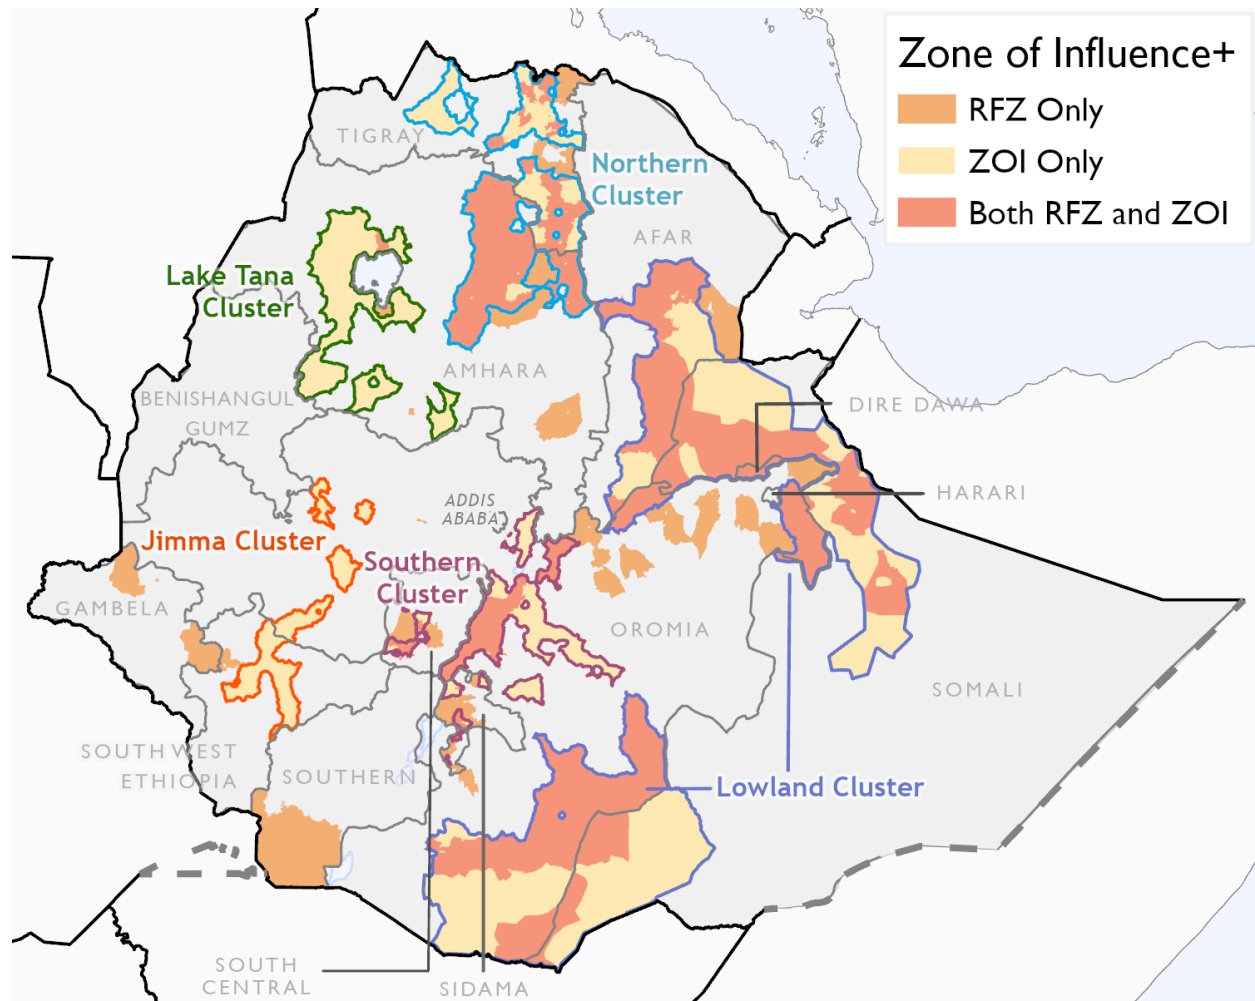 Zone of Influence+
RFZ Only
ZOI Only
Both RFZ and ZOI
TIGRAY
Northern
Cluster
AFAR
Lake Tana
Cluster
AMHARA
BENISHANGUL
GUMZ
DIRE DAWA
HARARI
ADDIS
ABABA
Jimma Cluster
Southern
Cluster
GAMBELA
OROMIA
SOMALI
SOUTHWEST
ETHIOPIA
SOUTHERN
Lowland Cluster
SOUTH
CENTRAL
SIDAMA